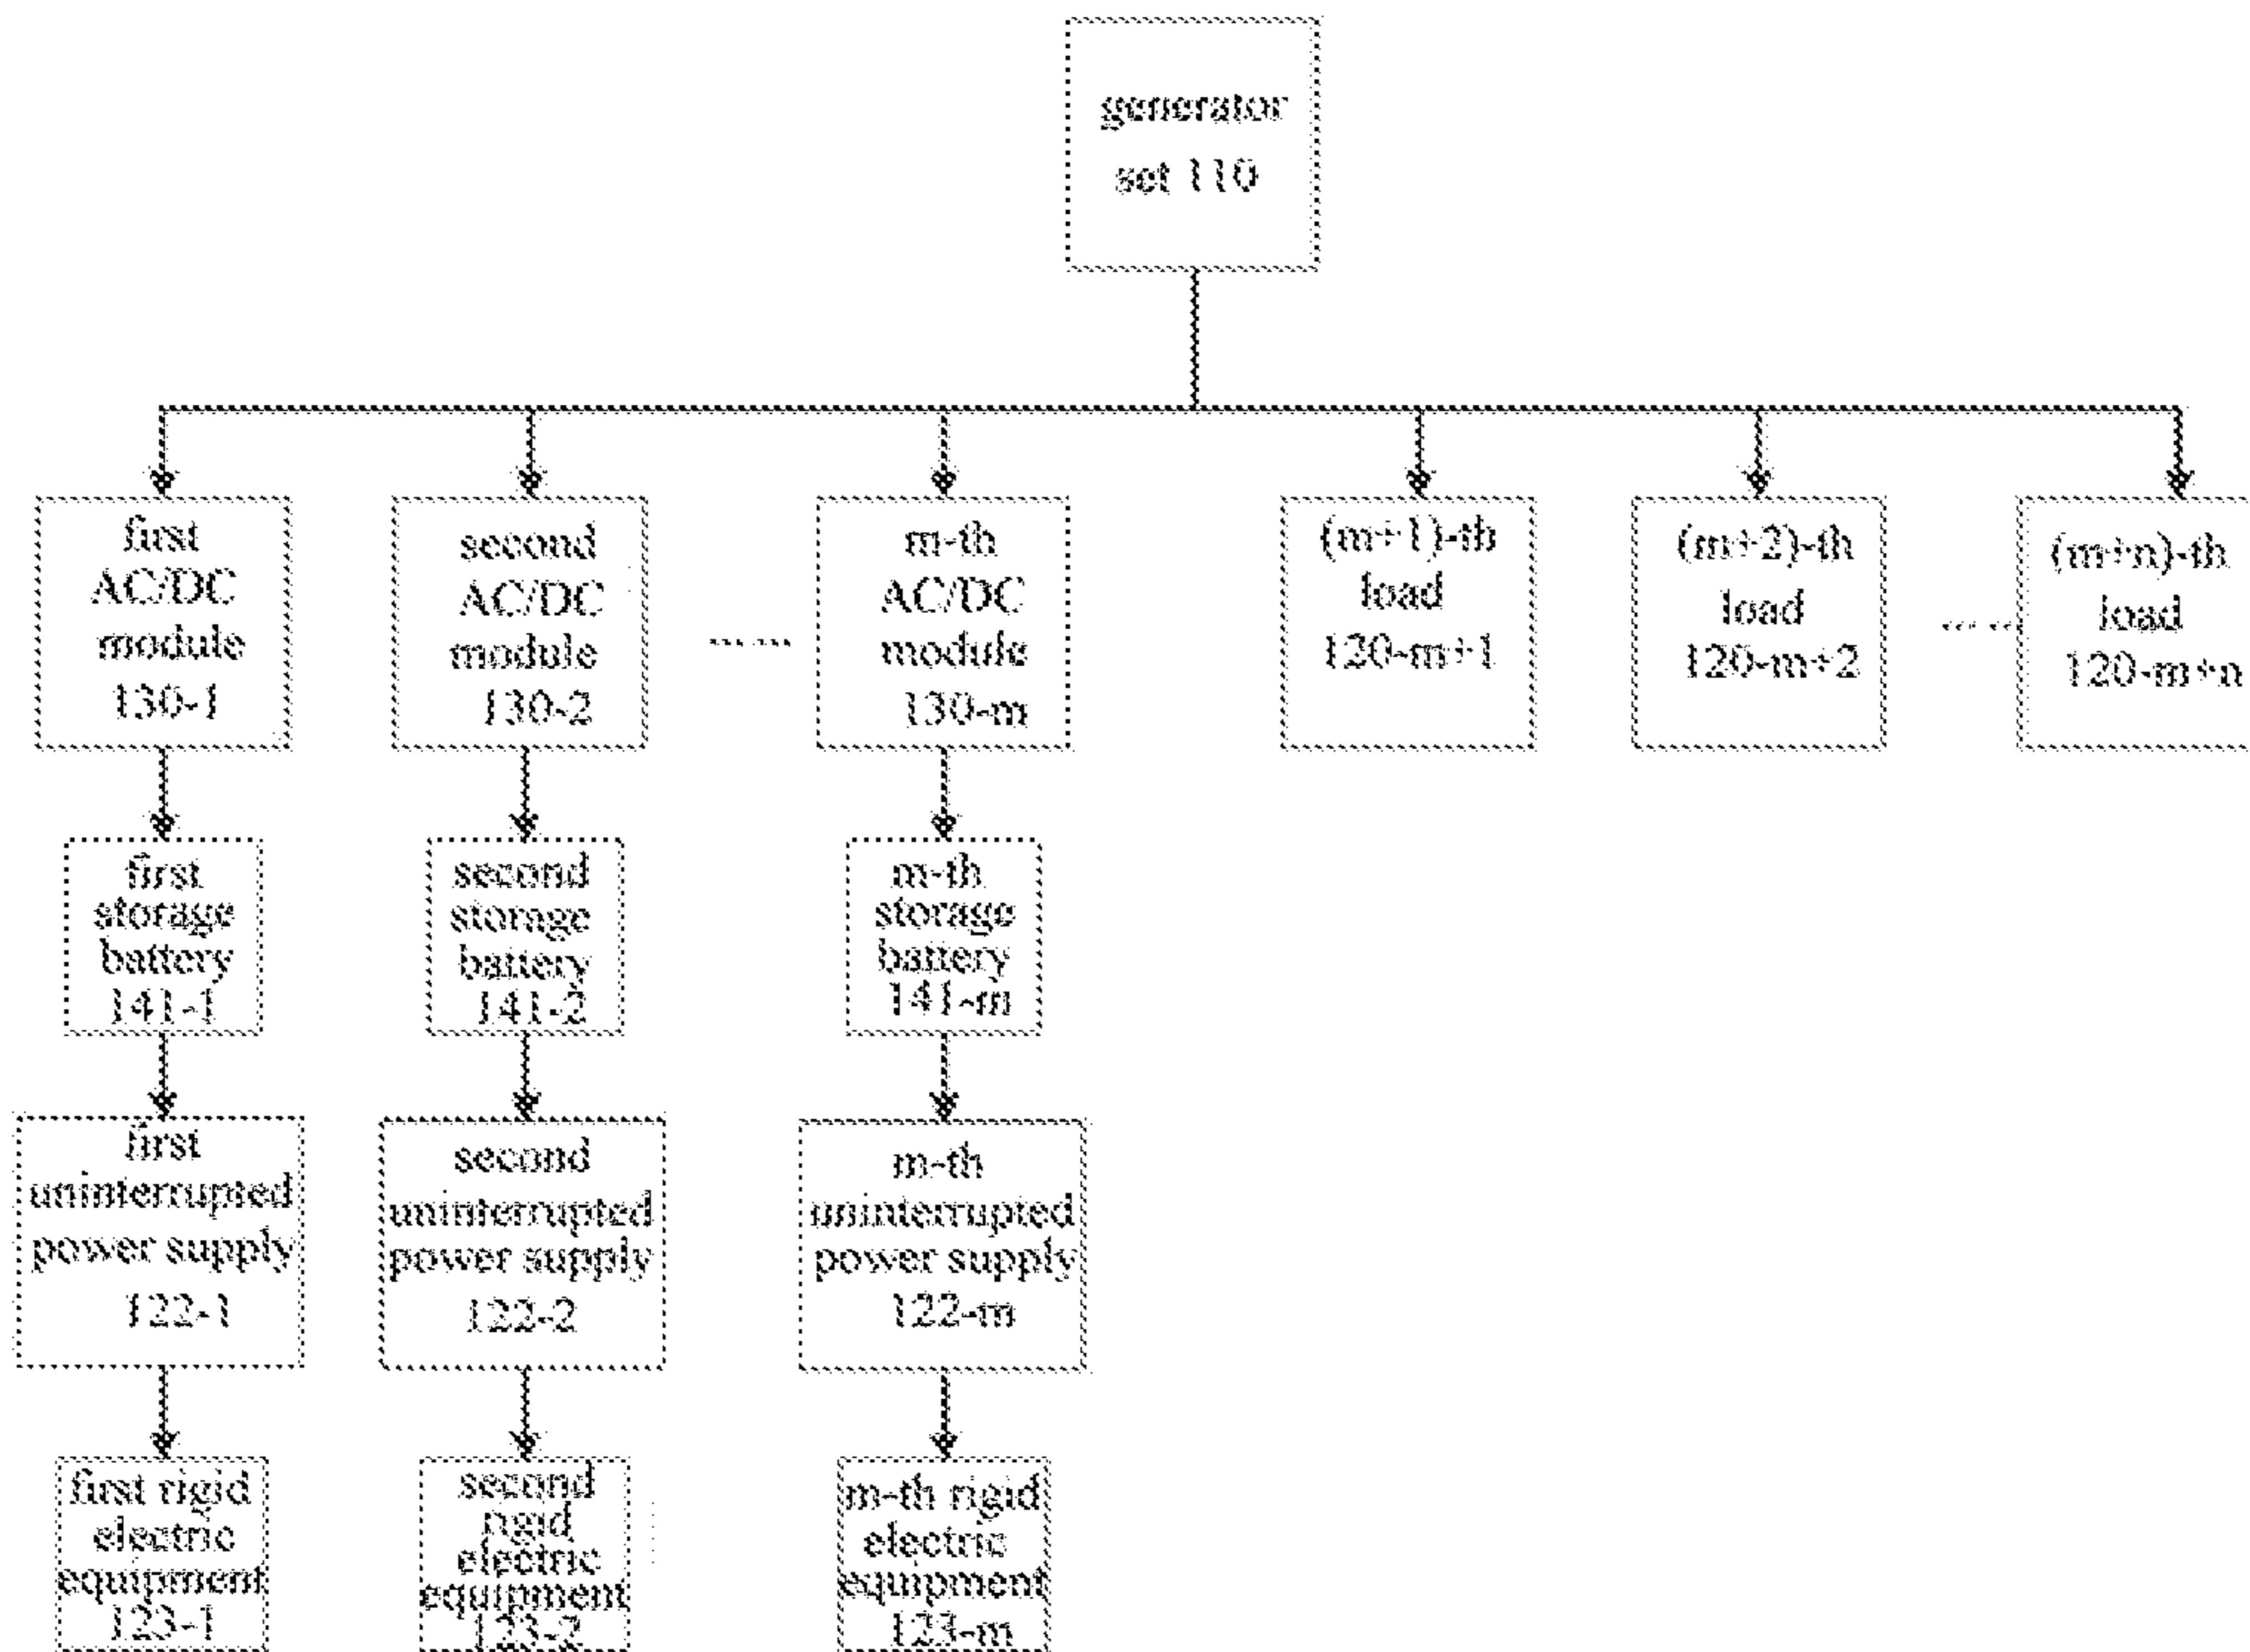 generator
set 110
first
AC/DC
module
130-1
second
AC/DC
module
130-2
......
m-th
AC/DC
module
130-m
(m+1)-th
load
120-m+1
(m+2)-th
load
120-m+2
......
(m+n)-th
load
120-m+n
first
storage
battery
141-1
second
storage
battery
141-2
m-th
storage
battery
141-m
first
uninterrupted
power supply
122-1
second
uninterrupted
power supply
122-2
m-th
uninterrupted
power supply
122-m
first rigid
electric
equipment
123-1
second
rigid
electric
equipment
123-2
m-th rigid
electric
equipment
123-m